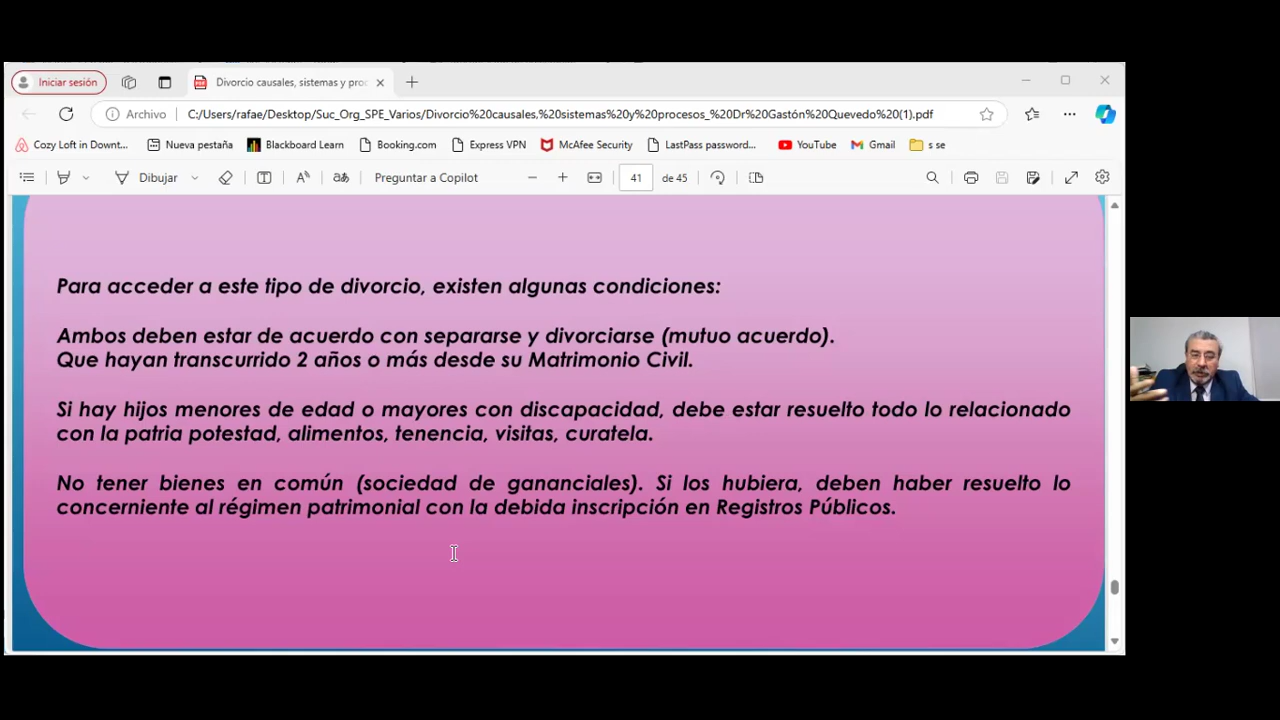 Iniciar sesión
Divorcio causales, sistemas y proc
Archivo
C:/Users/rafae/Desktop/Suc_Org_SPE_Varios/Divorcio%20causales,%20sistemas%20y%20procesos_%20Dr%20Gastón%20Quevedo%20(1).pdf
Cozy Loft in Downt... Nueva pestaña Blackboard Learn Booking.com Express VPN McAfee Security LastPass password... YouTube Gmail s se
Dibujar Preguntar a Copilot 41 de 45
Para acceder a este tipo de divorcio, existen algunas condiciones:
Ambos deben estar de acuerdo con separarse y divorciarse (mutuo acuerdo).
Que hayan transcurrido 2 años o más desde su Matrimonio Civil.
Si hay hijos menores de edad o mayores con discapacidad, debe estar resuelto todo lo relacionado
con la patria potestad, alimentos, tenencia, visitas, curatela.
No tener bienes en común (sociedad de gananciales). Si los hubiera, deben haber resuelto lo
concerniente al régimen patrimonial con la debida inscripción en Registros Públicos.